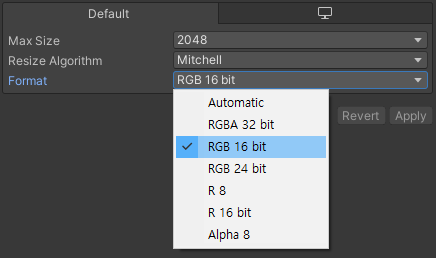 Default
Max Size 2048
Resize Algorithm Mitchell
Format RGB 16 bit
Automatic
RGBA 32 bit
RGB 16 bit
RGB 24 bit
R 8
R 16 bit
Alpha 8
Revert Apply